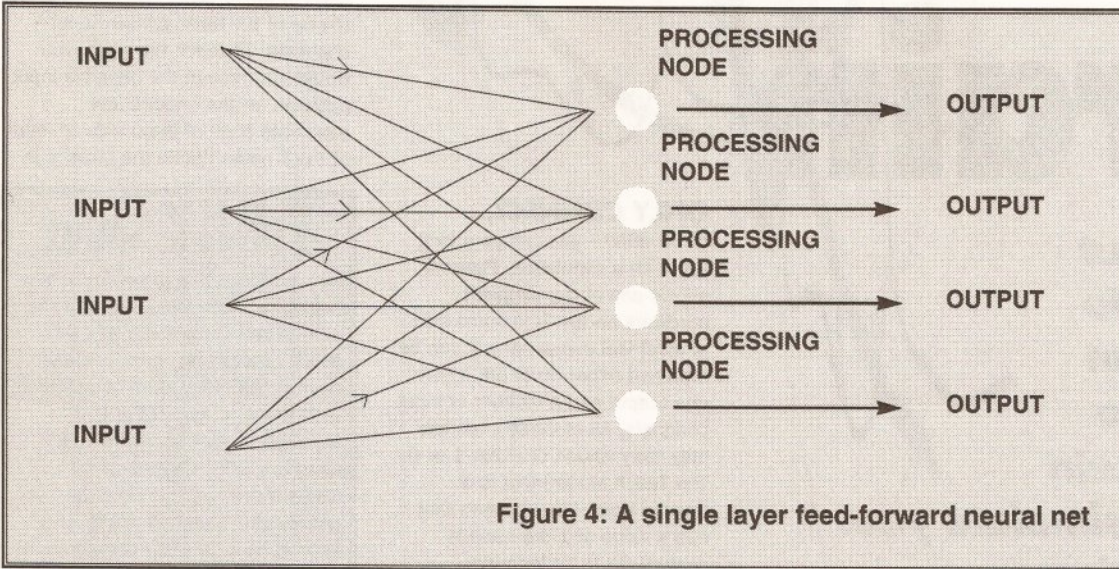 INPUT
PROCESSING
NODE
OUTPUT
PROCESSING
NODE
INPUT
OUTPUT
PROCESSING
NODE
INPUT
OUTPUT
PROCESSING
NODE
INPUT
OUTPUT
Figure 4: A single layer feed-forward neural net